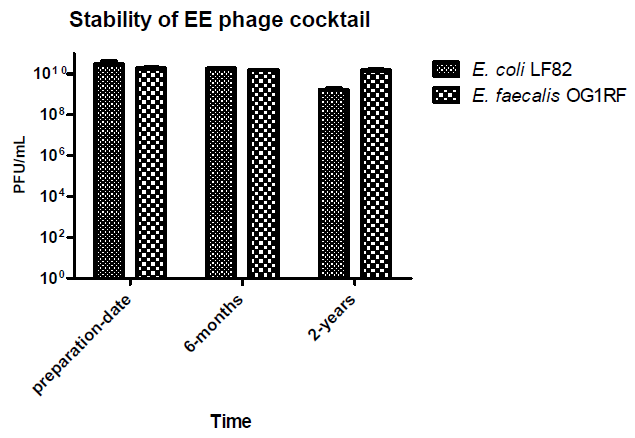 Stability of EE phage cocktail
PFU/mL
10^10
10^8
10^6
10^4
10^2
10^0
preparation-date
6-months
2-years
Time
E. coli LF82
E. faecalis OG1RF